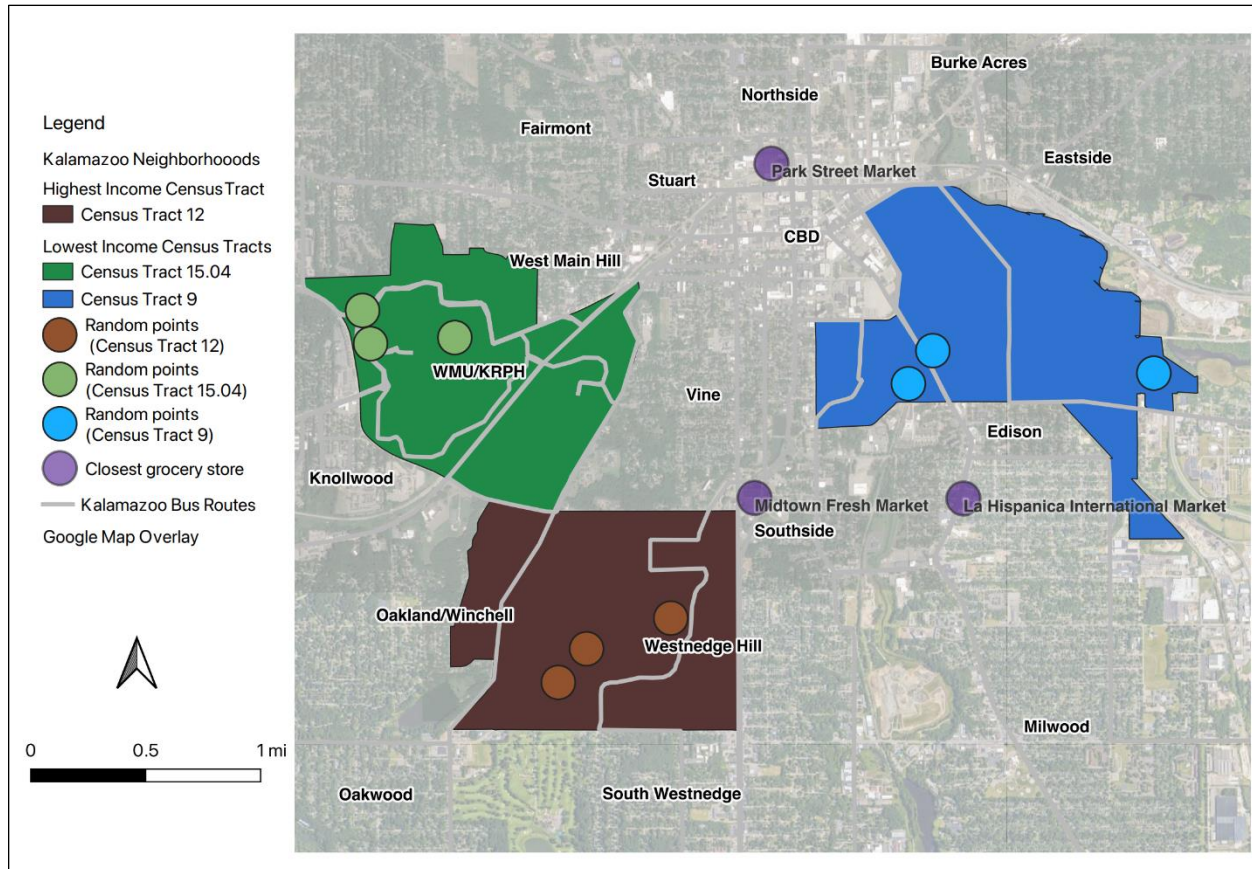 Legend
Kalamazoo Neighborhooods
Highest Income Census Tract
Census Tract 12
Lowest Income Census Tracts
Census Tract 15.04
Census Tract 9
Random points
(Census Tract 12)
Random points
(Census Tract 15.04)
Random points
(Census Tract 9)
Closest grocery store
Kalamazoo Bus Routes
Google Map Overlay
0 0.5 1 mi
Burke Acres
Northside
Fairmont
Eastside
Park Street Market
Stuart
CBD
West Main Hill
WMU/KRPH
Vine
Edison
Knollwood
Midtown Fresh Market
La Hispanica International Market
Southside
Oakland/Winchell
Westnedge Hill
Milwood
Oakwood
South Westnedge